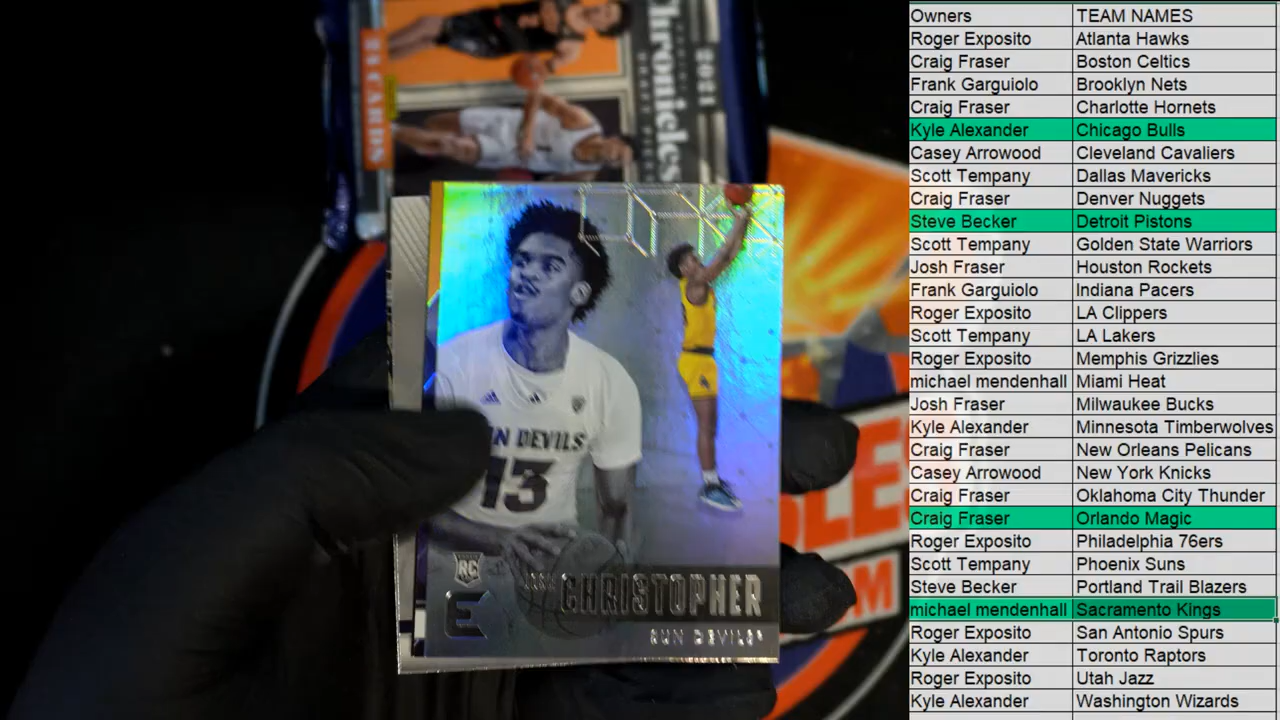 Chronicles
2021
29 CARDS
SUN DEVILS
13
RC
E
CHRISTOPHER
SUN DEVILS
Owners TEAM NAMES
Roger Exposito Atlanta Hawks
Craig Fraser Boston Celtics
Frank Garguiolo Brooklyn Nets
Craig Fraser Charlotte Hornets
Kyle Alexander Chicago Bulls
Casey Arrowood Cleveland Cavaliers
Scott Tempany Dallas Mavericks
Craig Fraser Denver Nuggets
Steve Becker Detroit Pistons
Scott Tempany Golden State Warriors
Josh Fraser Houston Rockets
Frank Garguiolo Indiana Pacers
Roger Exposito LA Clippers
Scott Tempany LA Lakers
Roger Exposito Memphis Grizzlies
michael mendenhall Miami Heat
Josh Fraser Milwaukee Bucks
Kyle Alexander Minnesota Timberwolves
Craig Fraser New Orleans Pelicans
Casey Arrowood New York Knicks
Craig Fraser Oklahoma City Thunder
Craig Fraser Orlando Magic
Roger Exposito Philadelphia 76ers
Scott Tempany Phoenix Suns
Steve Becker Portland Trail Blazers
michael mendenhall Sacramento Kings
Roger Exposito San Antonio Spurs
Kyle Alexander Toronto Raptors
Roger Exposito Utah Jazz
Kyle Alexander Washington Wizards